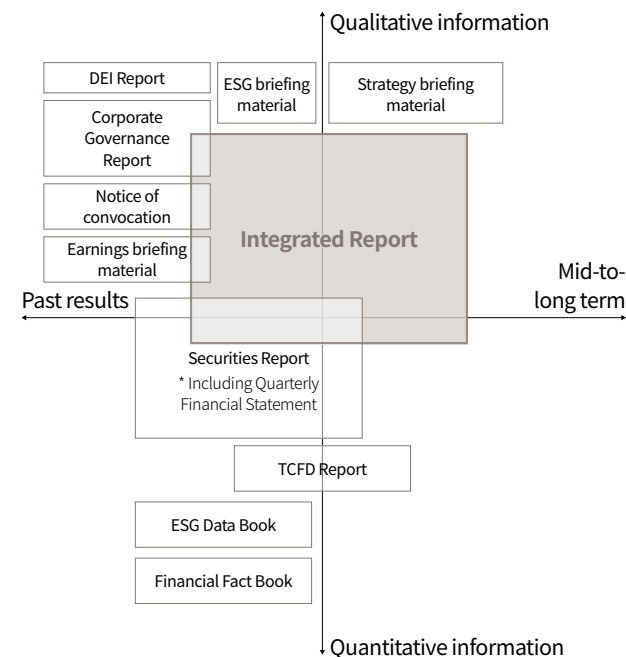 Qualitative information
DEI Report
ESG briefing
material
Strategy briefing
material
Corporate
Governance
Report
Notice of
convocation
Integrated Report
Earnings briefing
material
Mid-to-
long term
Past results
Securities Report
* Including Quarterly
Financial Statement
TCFD Report
ESG Data Book
Financial Fact Book
Quantitative information